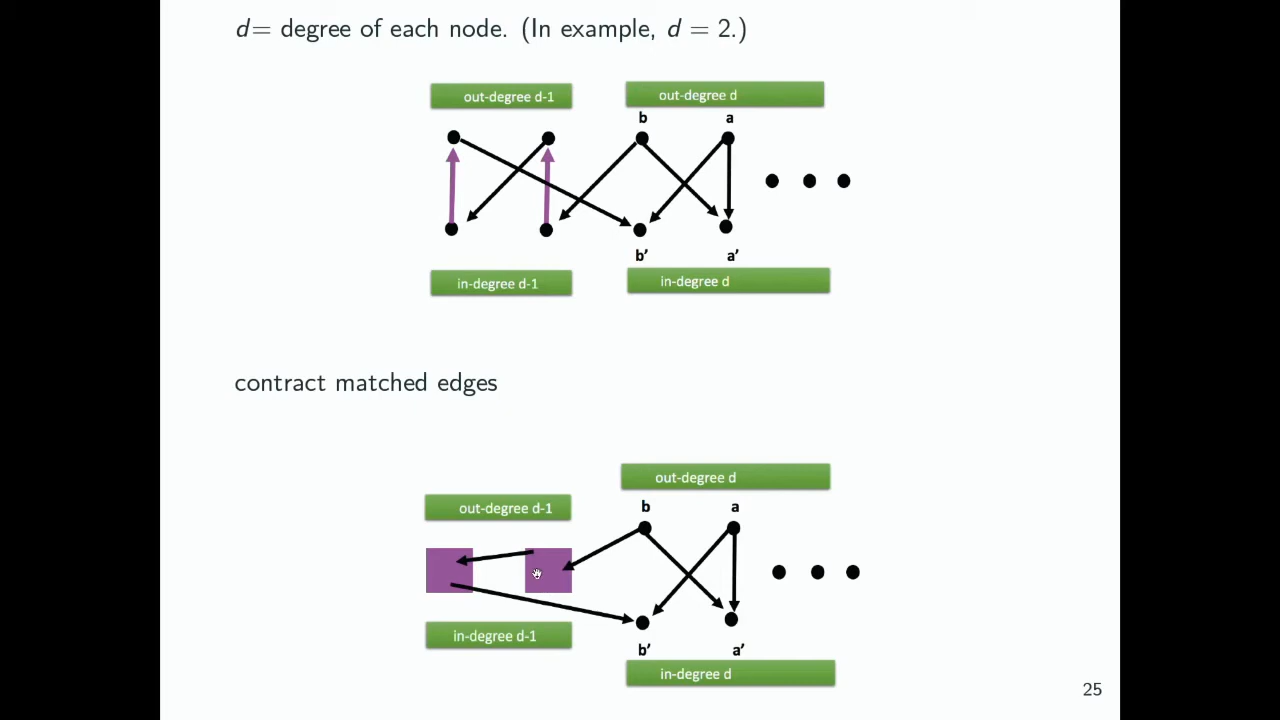 d= degree of each node. (In example, d = 2.)
out-degree d-1
out-degree d
b
a
b’
a’
in-degree d-1
in-degree d
contract matched edges
out-degree d
out-degree d-1
b
a
in-degree d-1
b’
a’
in-degree d
25